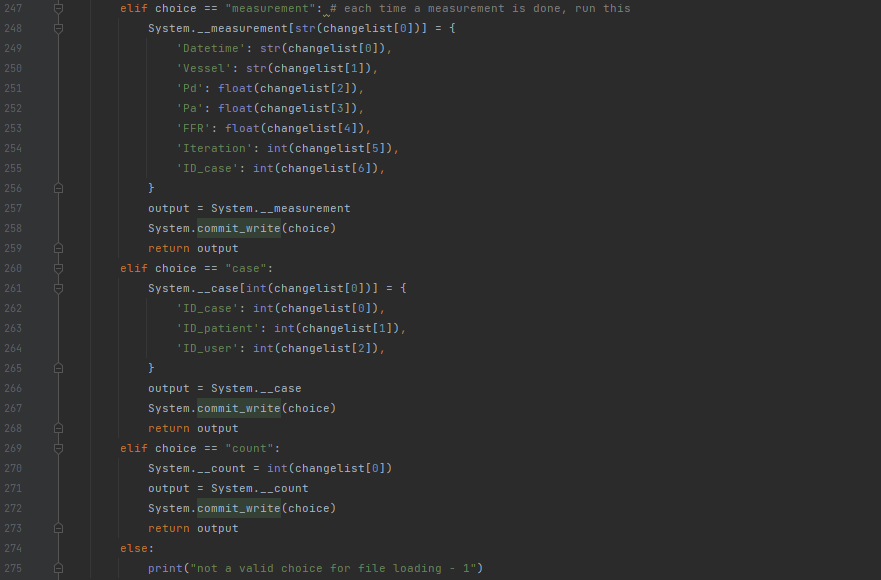 247 elif choice == "measurement": # each time a measurement is done, run this
248 System.__measurement[str(changelist[0])] = {
249 'Datetime': str(changelist[0]),
250 'Vessel': str(changelist[1]),
251 'Pd': float(changelist[2]),
252 'Pa': float(changelist[3]),
253 'FFR': float(changelist[4]),
254 'Iteration': int(changelist[5]),
255 'ID_case': int(changelist[6]),
256 }
257 output = System.__measurement
258 System.commit_write(choice)
259 return output
260 elif choice == "case":
261 System.__case[int(changelist[0])] = {
262 'ID_case': int(changelist[0]),
263 'ID_patient': int(changelist[1]),
264 'ID_user': int(changelist[2]),
265 }
266 output = System.__case
267 System.commit_write(choice)
268 return output
269 elif choice == "count":
270 System.__count = int(changelist[0])
271 output = System.__count
272 System.commit_write(choice)
273 return output
274 else:
275 print("not a valid choice for file loading - 1")